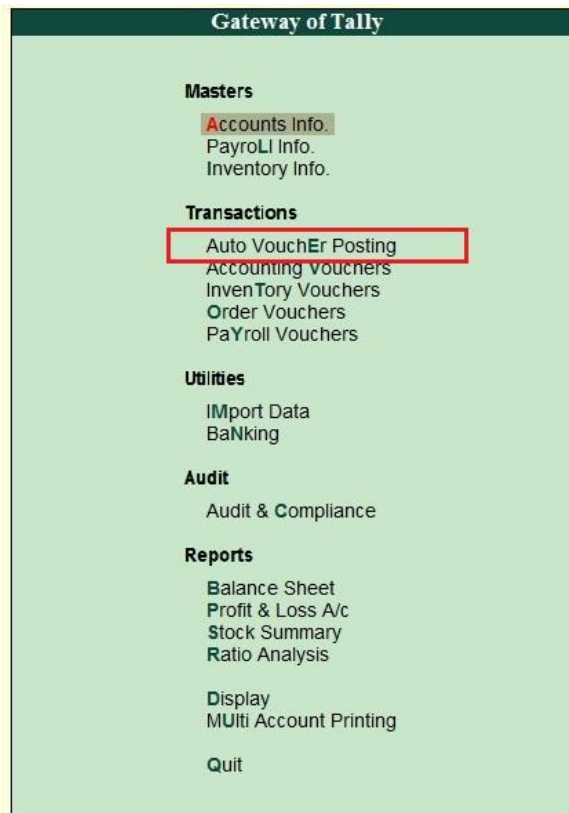 Gateway of Tally
Masters
Accounts Info.
PayroLl Info.
Inventory Info.
Transactions
Auto VouchEr Posting
Accounting Vouchers
InvenTory Vouchers
Order Vouchers
PaYroll Vouchers
Utilities
IMport Data
BaNking
Audit
Audit & Compliance
Reports
Balance Sheet
Profit & Loss A/c
Stock Summary
Ratio Analysis
Display
MUlti Account Printing
Quit